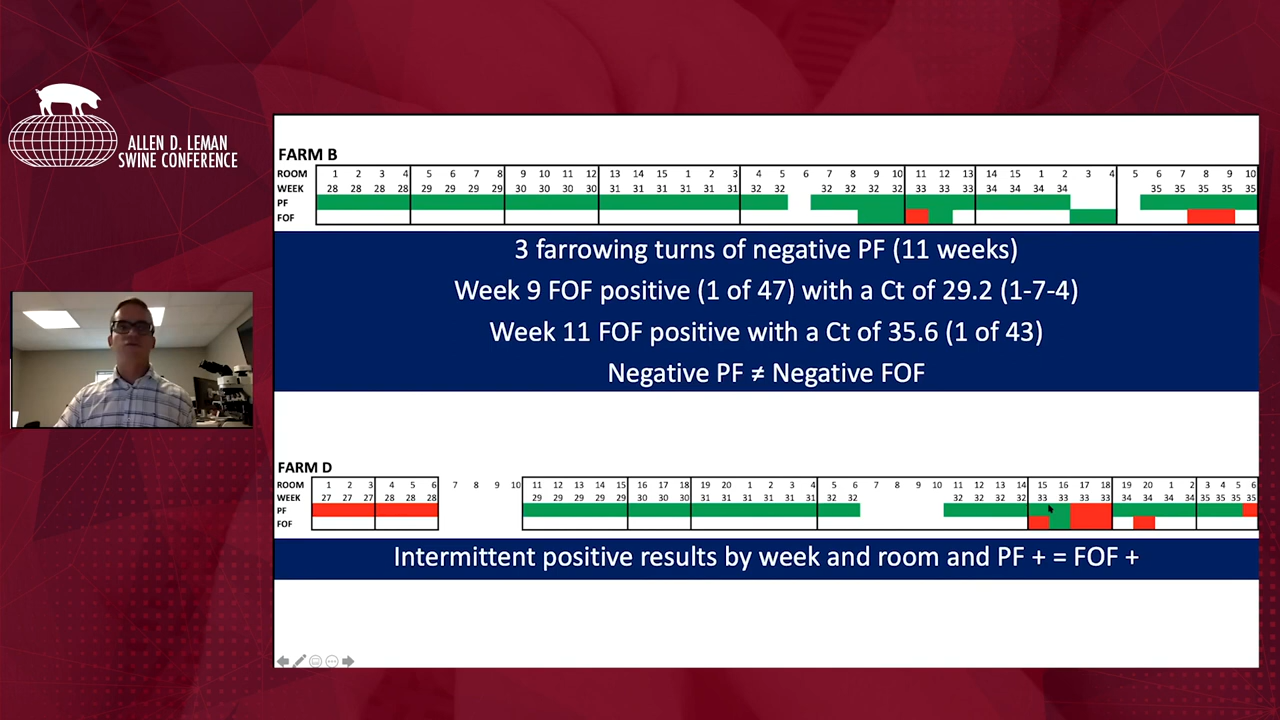 ALLEN D. LEMAN
SWINE CONFERENCE
FARM B
ROOM 1 2 3 4 5 6 7 8 9 10 11 12 13 14 15 1 2 3 4 5 6 7 8 9 10 11 12 13 14 15 1 2 3 4 5 6 7 8 9 10
WEEK 28 28 28 28 29 29 29 29 30 30 30 30 31 31 31 31 31 31 32 32 32 32 32 32 33 33 33 34 34 34 34 35 35 35 35 35
PF
FOF
3 farrowing turns of negative PF (11 weeks)
Week 9 FOF positive (1 of 47) with a Ct of 29.2 (1-7-4)
Week 11 FOF positive with a Ct of 35.6 (1 of 43)
Negative PF ≠ Negative FOF
FARM D
ROOM 1 2 3 4 5 6 7 8 9 10 11 12 13 14 15 16 17 18 19 20 1 2 3 4 5 6 7 8 9 10 11 12 13 14 15 16 17 18 19 20 1 2 3 4 5 6
WEEK 27 27 27 28 28 28 29 29 29 29 29 30 30 30 31 31 31 31 31 31 32 32 32 32 32 32 33 33 33 33 34 34 34 34 35 35 35 35
PF
FOF
Intermittent positive results by week and room and PF + = FOF +